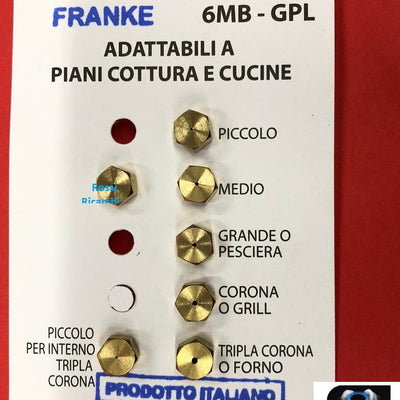 FRANKE 6MB - GPL
ADATTABILI A
PIANI COTTURA E CUCINE
PICCOLO
MEDIO
GRANDE O
PESCIERA
CORONA
O GRILL
PICCOLO
PER INTERNO
TRIPLA
CORONA
TRIPLA CORONA
O FORNO
PRODOTTO ITALIANO